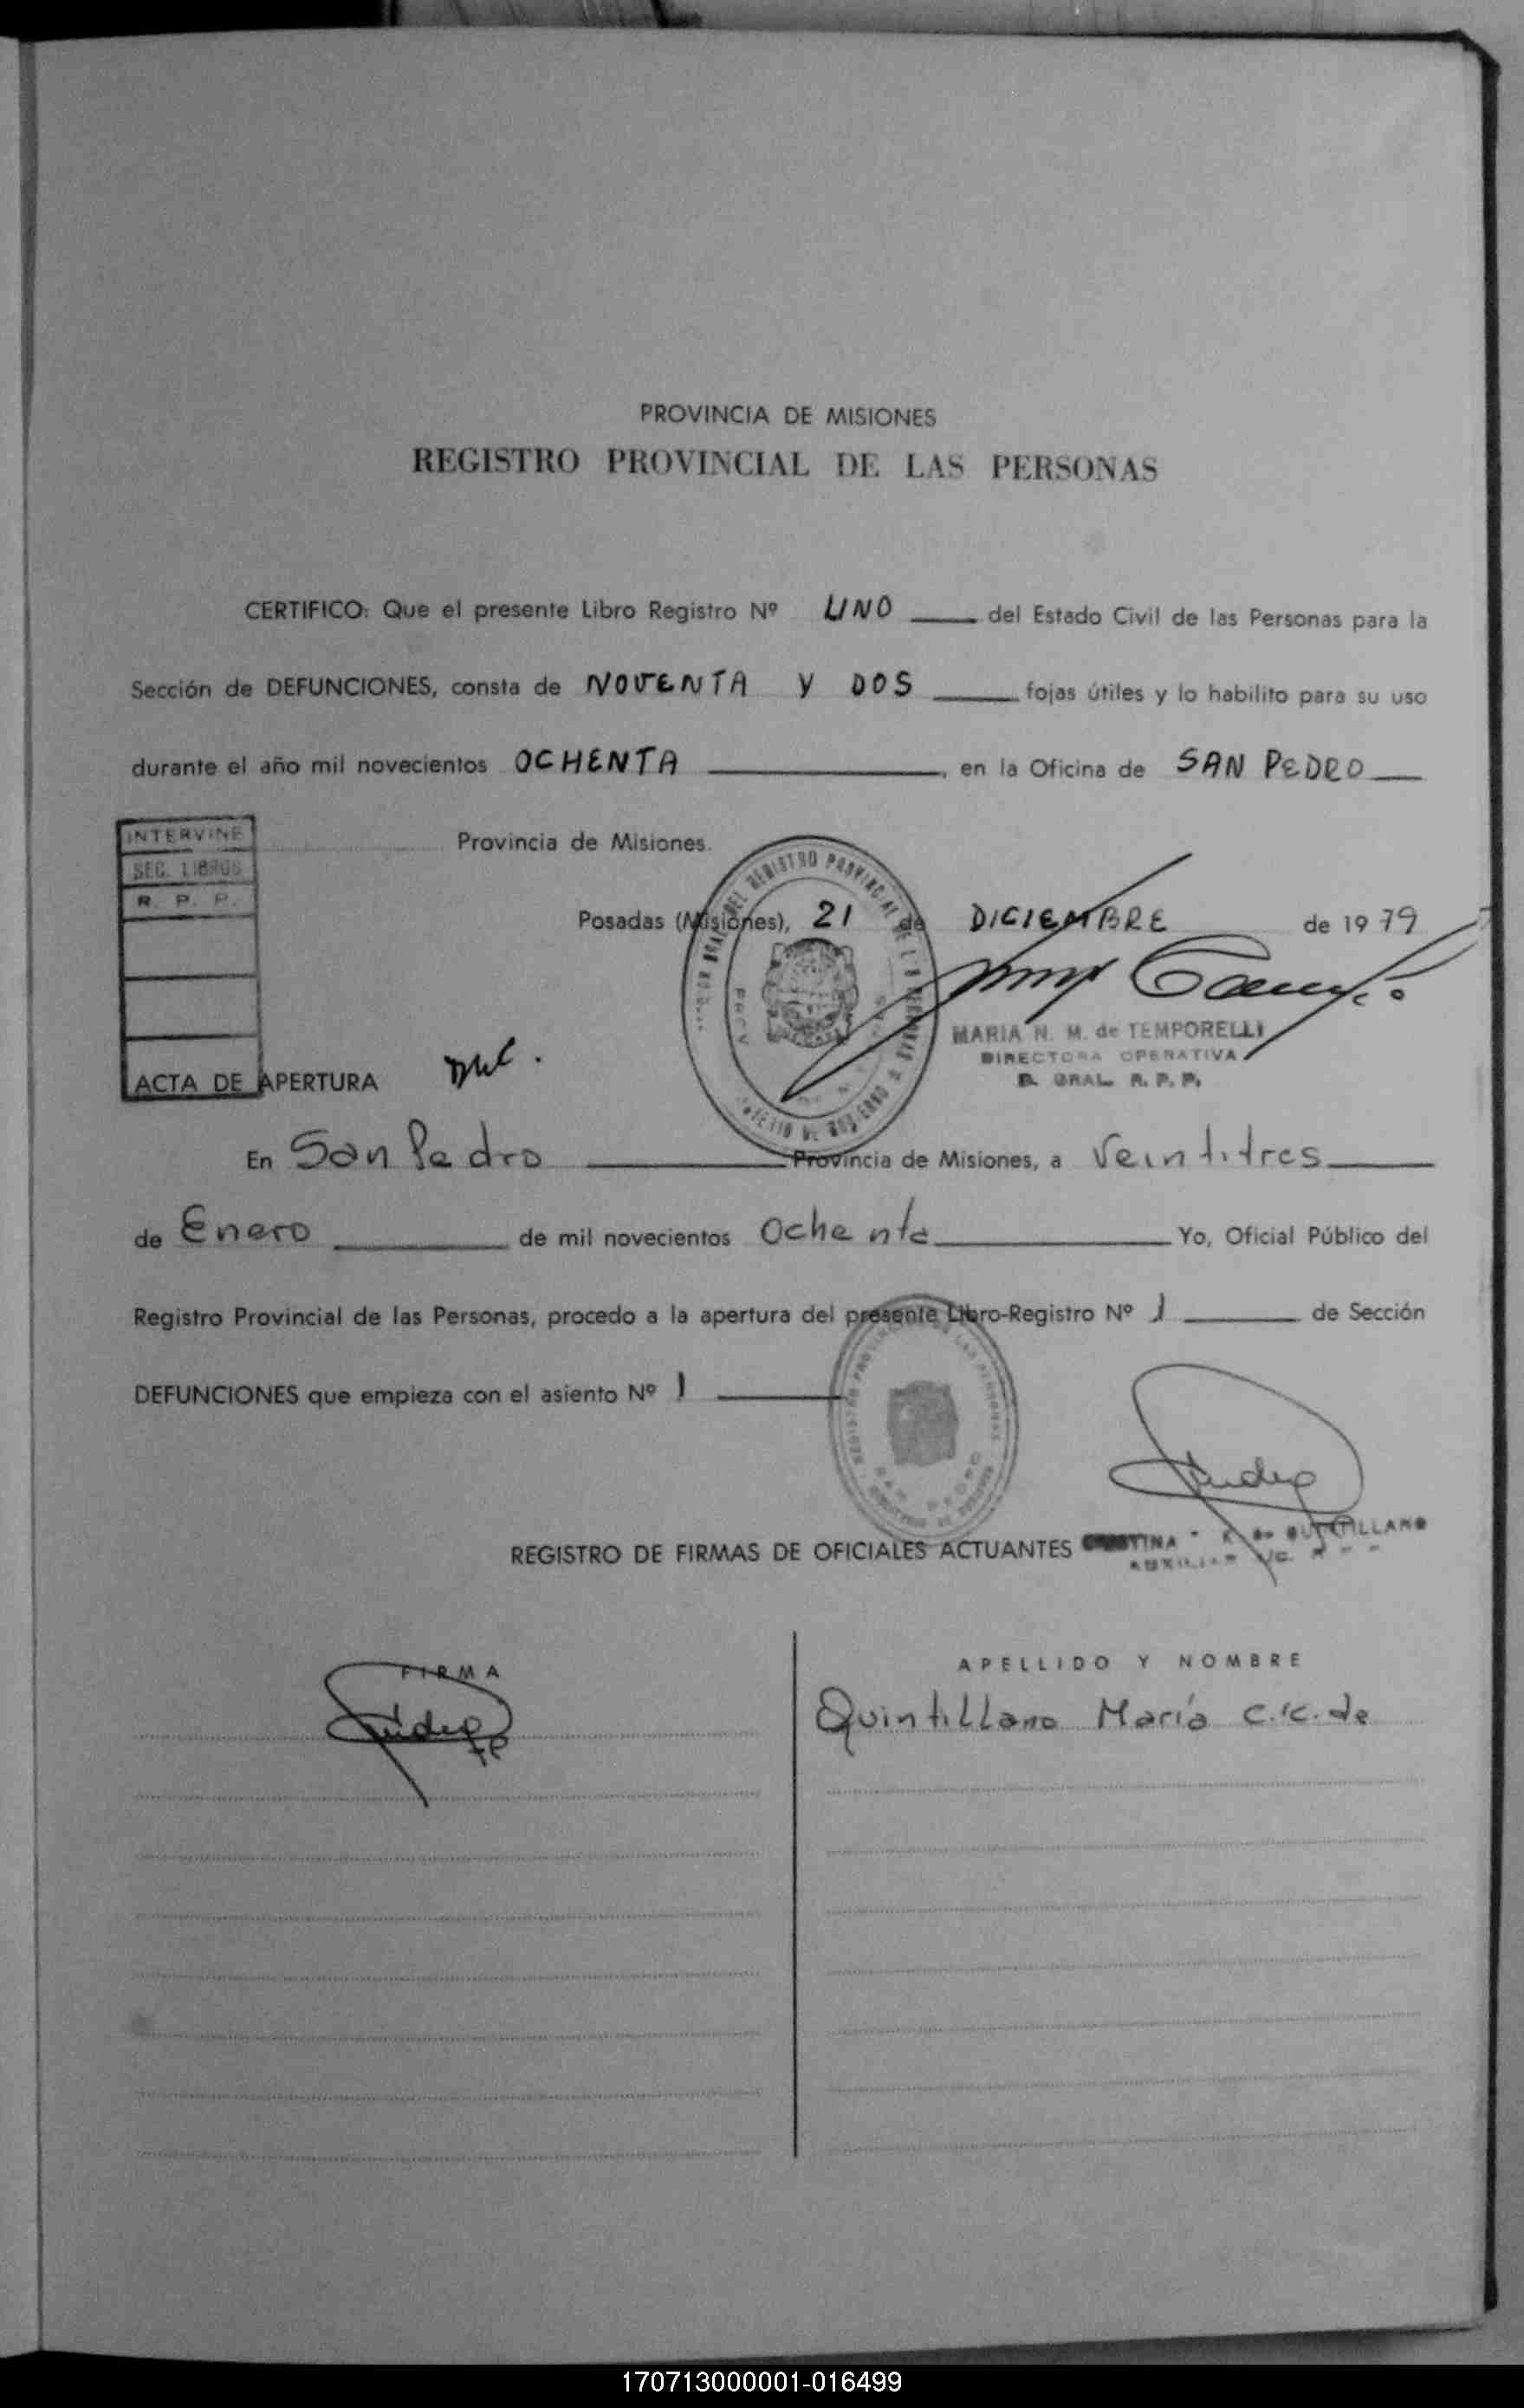 PROVINCIA DE MISIONES
REGISTRO PROVINCIAL DE LAS PERSONAS
CERTIFICO: Que el presente Libro Registro Nº UNO del Estado Civil de las Personas para la
Sección de DEFUNCIONES, consta de NOVENTA Y DOS fojas útiles y lo habilito para su uso
durante el año mil novecientos OCHENTA, en la Oficina de SAN PEDRO
Provincia de Misiones.
INTERVINE
SEC. LIBROS
R. P. P.
Posadas (Misiones), 21 de DICIEMBRE de 1979
MARIA N. M. de TEMPORELLI
DIRECTORA OPERATIVA
D. GRAL. R. P. P.
ACTA DE APERTURA
En San Pedro Provincia de Misiones, a Veintitres
de Enero de mil novecientos Ochenta Yo, Oficial Público del
Registro Provincial de las Personas, procedo a la apertura del presente Libro-Registro Nº 1 de Sección
DEFUNCIONES que empieza con el asiento Nº 1
REGISTRO DE FIRMAS DE OFICIALES ACTUANTES
FIRMA
APELLIDO Y NOMBRE
Quintillano María C. K. de
170713000001-016499